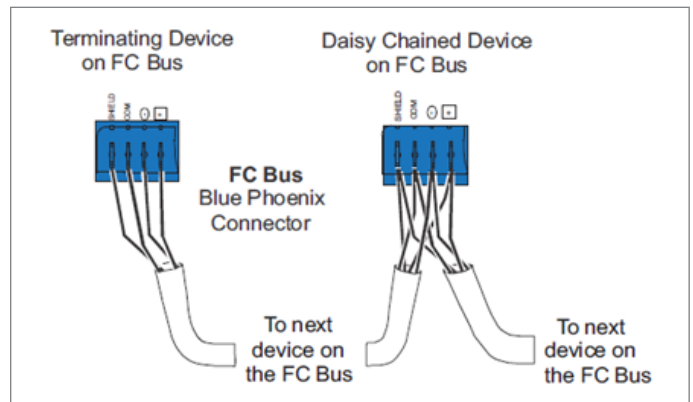 Terminating Device
on FC Bus
Daisy Chained Device
on FC Bus
SHIELD
COM
-
+
SHIELD
COM
-
+
FC Bus
Blue Phoenix
Connector
To next
device on
the FC Bus
To next
device on
the FC Bus